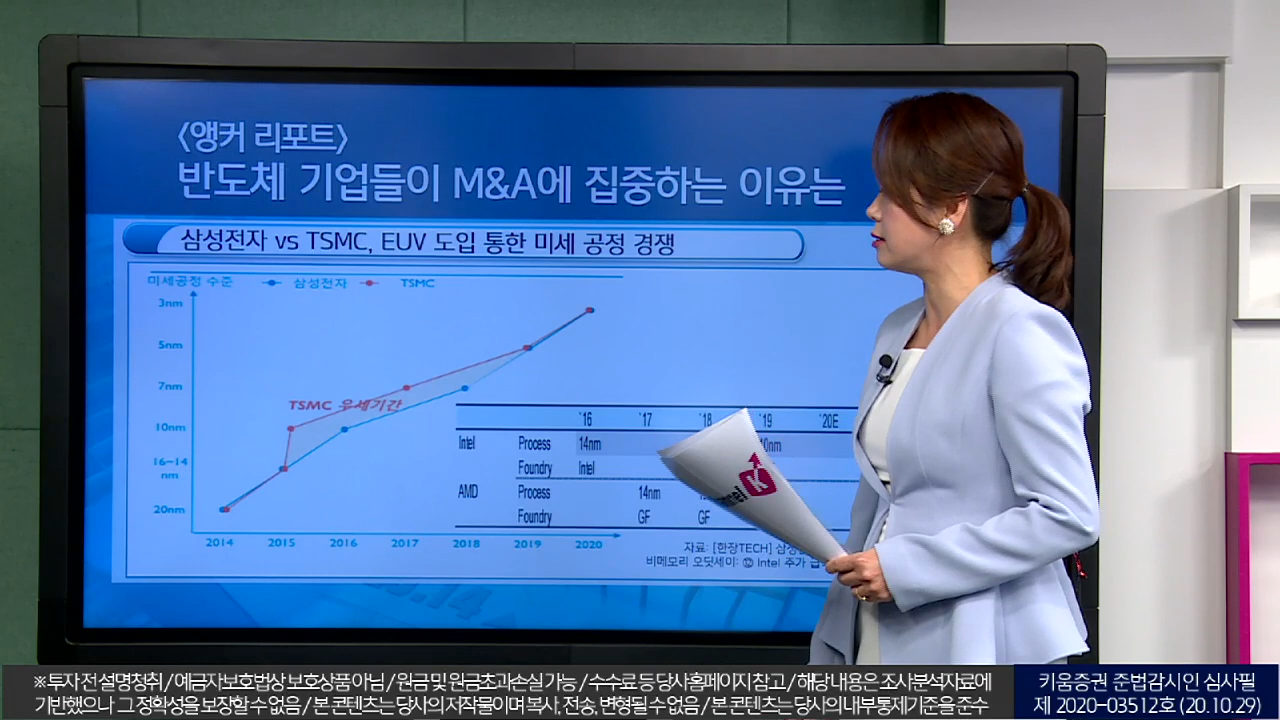 〈앵커 리포트〉
반도체 기업들이 M&A에 집중하는 이유는
삼성전자 vs TSMC, EUV 도입 통한 미세 공정 경쟁
미세공정 수준 삼성전자 TSMC
3nm
5nm
7nm
TSMC 우세기간
10nm
16~14
nm
20nm
2014 2015 2016 2017 2018 2019 2020
'16 '17 '18 '19 '20E
Intel Process 14nm 10nm
Foundry Intel
AMD Process 14nm
Foundry GF GF
자료: [한장TECH]
비메모리 오딧세이: ⑫ Intel 주가
※ 투자 전 설명청취 / 예금자보호법상 보호상품 아님 / 원금 및 원금초과손실 가능 / 수수료 등 당사홈페이지 참고 / 해당 내용은 조사분석자료에
기반했으나 그 정확성을 보장할 수 없음 / 본 콘텐츠는 당사의 저작물이며 복사, 전송, 변형될 수 없음 / 본 콘텐츠는 당사의 내부통제기준을 준수
키움증권 준법감시인 심사필
제 2020-03512호 (20.10.29)